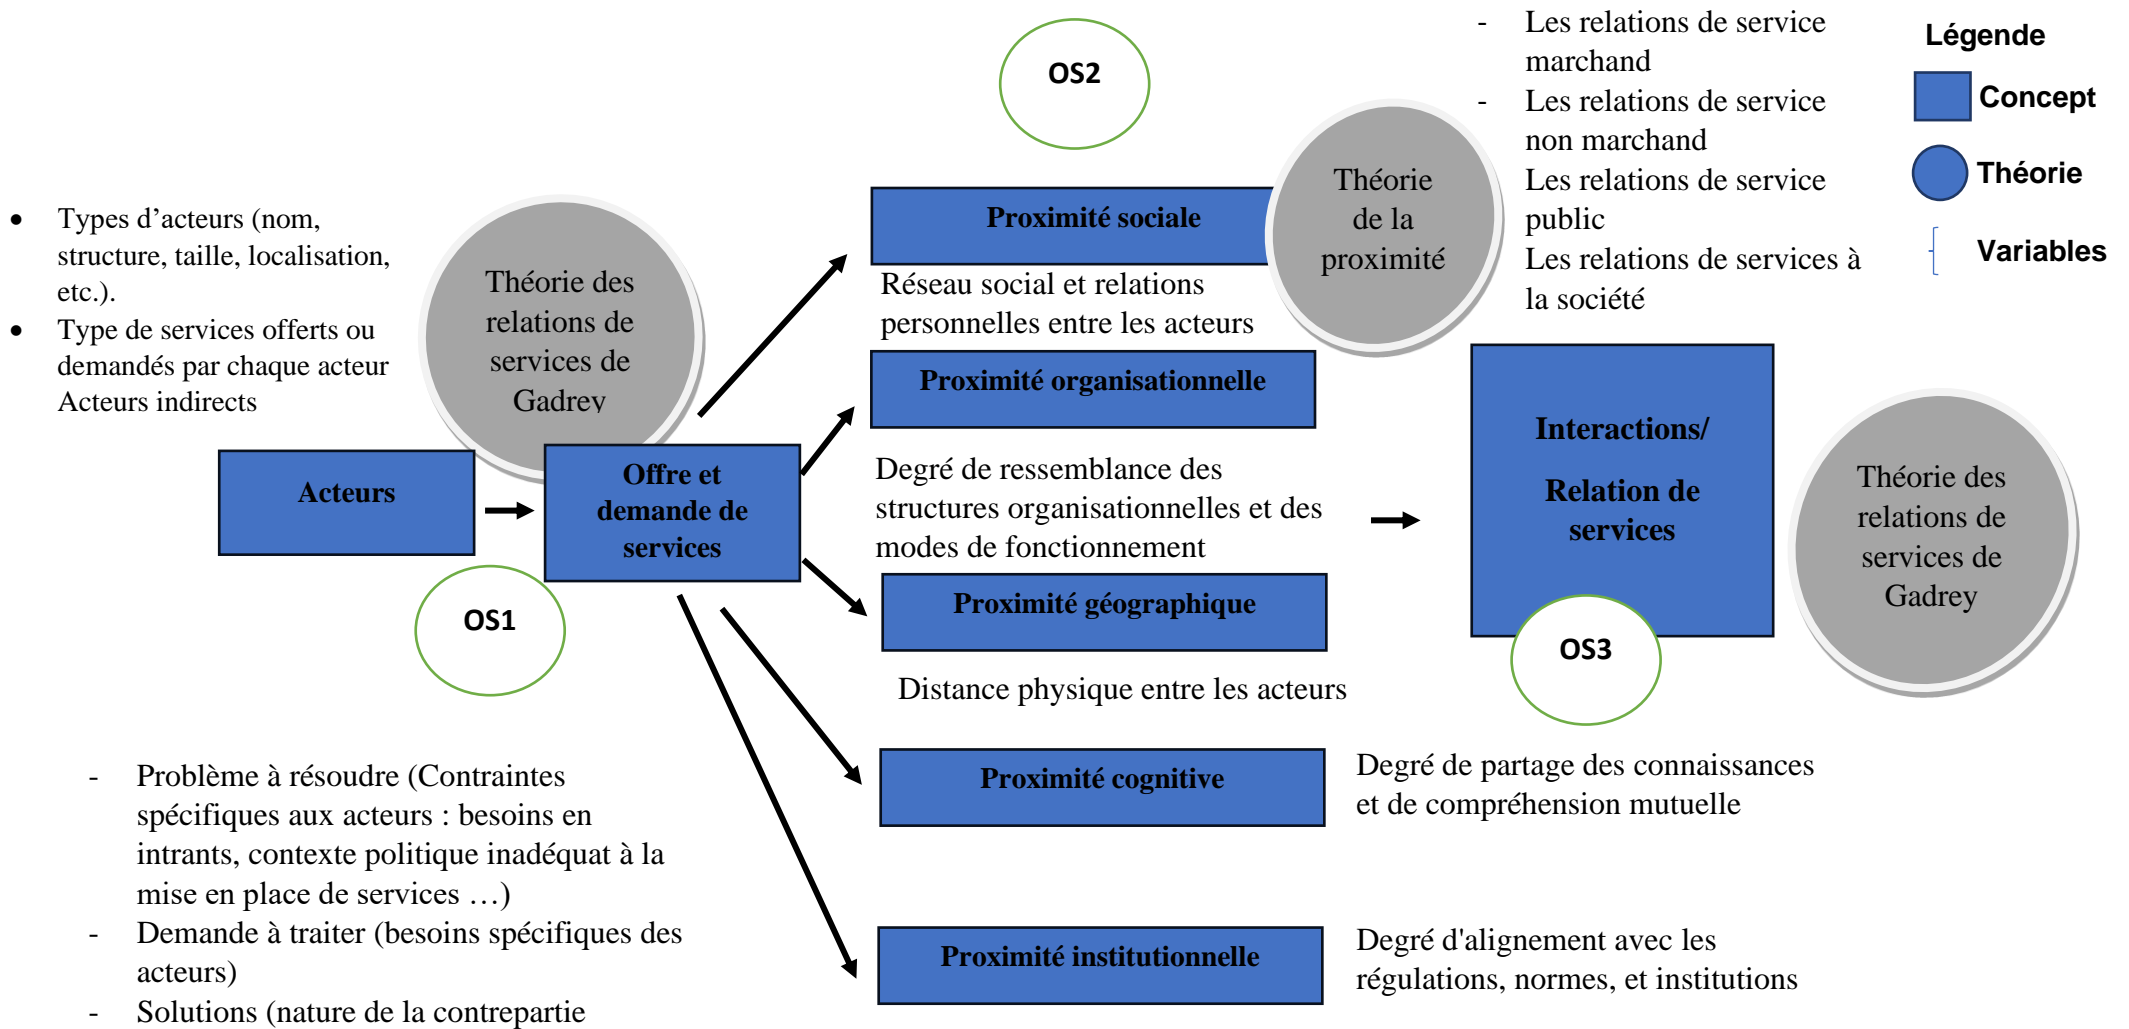 • Types d’acteurs (nom,
structure, taille, localisation,
etc.).
• Type de services offerts ou
demandés par chaque acteur
Acteurs indirects
Théorie des
relations de
services de
Gadrey
Acteurs
Offre et
demande de
services
OS1
- Problème à résoudre (Contraintes
spécifiques aux acteurs : besoins en
intrants, contexte politique inadéquat à la
mise en place de services …)
- Demande à traiter (besoins spécifiques des
acteurs)
- Solutions (nature de la contrepartie
OS2
Proximité sociale
Réseau social et relations
personnelles entre les acteurs
Proximité organisationnelle
Degré de ressemblance des
structures organisationnelles et des
modes de fonctionnement
Proximité géographique
Distance physique entre les acteurs
Proximité cognitive
Degré de partage des connaissances
et de compréhension mutuelle
Proximité institutionnelle
Degré d'alignement avec les
régulations, normes, et institutions
Théorie
de la
proximité
- Les relations de service
marchand
- Les relations de service
non marchand
Les relations de service
public
Les relations de services à
la société
Interactions/
Relation de
services
OS3
Théorie des
relations de
services de
Gadrey
Légende
Concept
Théorie
Variables